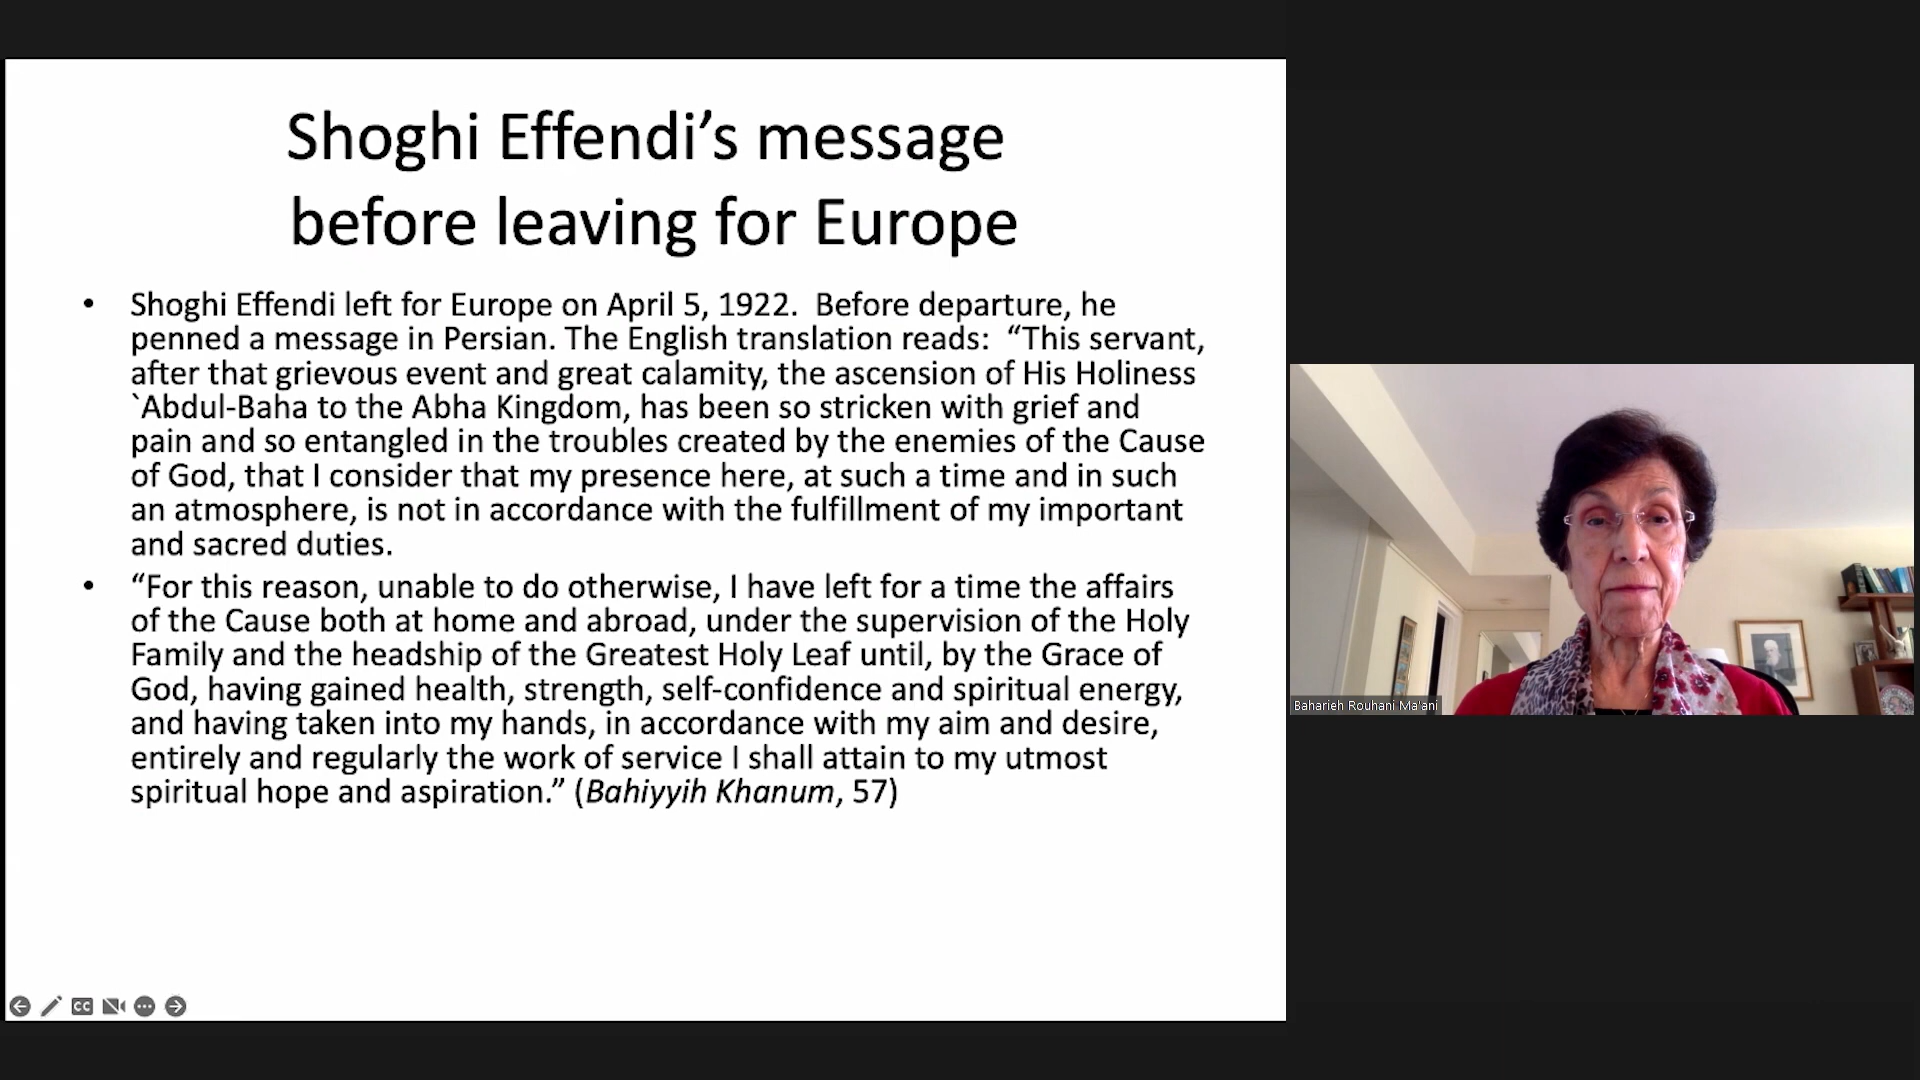 Shoghi Effendi’s message
before leaving for Europe
• Shoghi Effendi left for Europe on April 5, 1922.  Before departure, he
penned a message in Persian. The English translation reads:  “This servant,
after that grievous event and great calamity, the ascension of His Holiness
`Abdul-Baha to the Abha Kingdom, has been so stricken with grief and
pain and so entangled in the troubles created by the enemies of the Cause
of God, that I consider that my presence here, at such a time and in such
an atmosphere, is not in accordance with the fulfillment of my important
and sacred duties.
• “For this reason, unable to do otherwise, I have left for a time the affairs
of the Cause both at home and abroad, under the supervision of the Holy
Family and the headship of the Greatest Holy Leaf until, by the Grace of
God, having gained health, strength, self-confidence and spiritual energy,
and having taken into my hands, in accordance with my aim and desire,
entirely and regularly the work of service I shall attain to my utmost
spiritual hope and aspiration.” (Bahiyyih Khanum, 57)
CC
Baharieh Rouhani Ma'ani